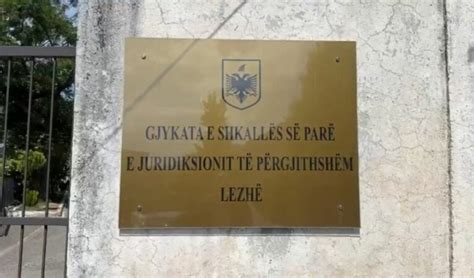 GJYKATA E SHKALLËS SË PARË
E JURIDIKSIONIT TË PËRGJITHSHËM
LEZHË